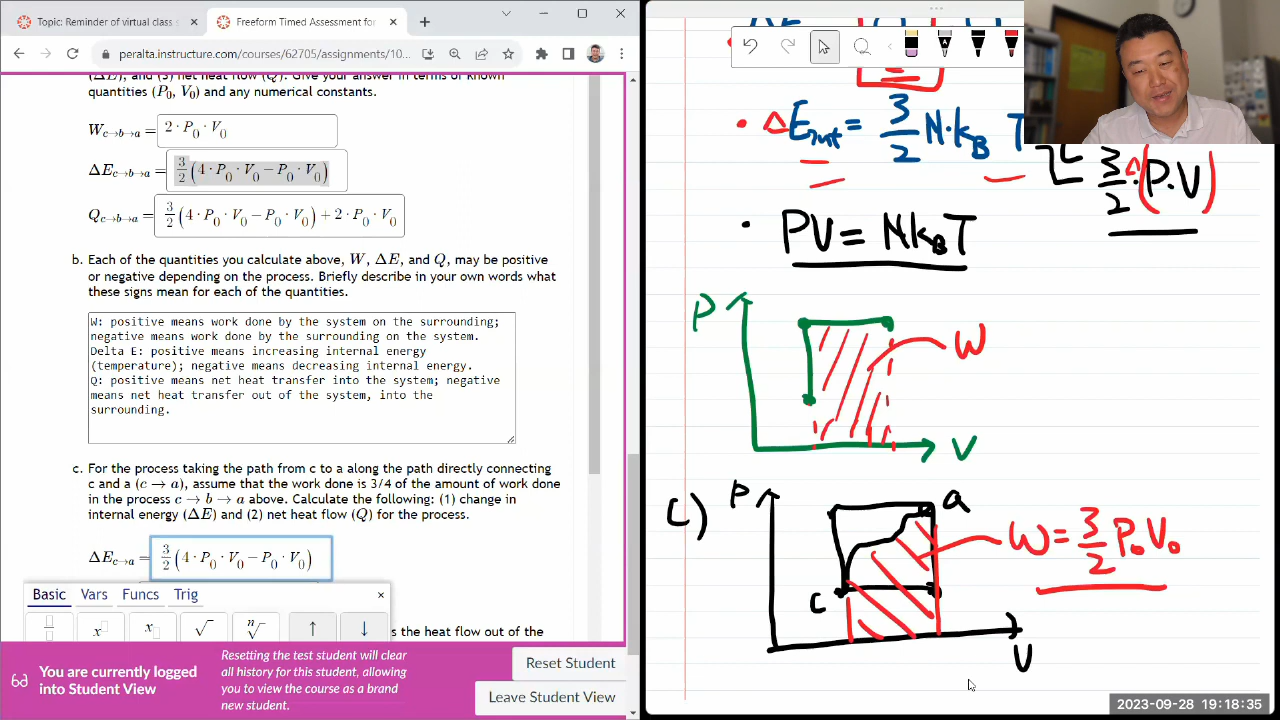 Topic: Reminder of virtual class s
Freeform Timed Assessment for
peralta.instructure.com/courses/627
/assignments/10...
quantities (P₀
and any numerical constants.
W_{c→b→a} = 2 · P₀ · V₀
ΔE_{c→b→a} = 3/2 ( · P₀ · V₀ − P₀ · V₀)
Q_{c→b→a} = 3/2 (4 · P₀ · V₀ − P₀ · V₀) + 2 · P₀ · V₀
b. Each of the quantities you calculate above, W, ΔE, and Q, may be positive
or negative depending on the process. Briefly describe in your own words what
these signs mean for each of the quantities.
W: positive means work done by the system on the surrounding;
negative means work done by the surrounding on the system.
Delta E: positive means increasing internal energy
(temperature); negative means decreasing internal energy.
Q: positive means net heat transfer into the system; negative
means net heat transfer out of the system, into the
surrounding.
c. For the process taking the path from c to a along the path directly connecting
c and a (c → a), assume that the work done is 3/4 of the amount of work done
in the process c → b → a above. Calculate the following: (1) change in
internal energy (ΔE) and (2) net heat flow (Q) for the process.
ΔE_{c→a} = 3/2 (4 · P₀ · V₀ − P₀ · V₀)
Basic Vars Funcs Trig ×
s the heat flow out of the
You are currently logged
into Student View
Resetting the test student will clear
all history for this student, allowing
you to view the course as a brand
new student.
Reset Student
Leave Student View
• ΔE_int = 3/2 N·k_B T
3/2 · Δ(P.V)
• PV = Nk_BT
P
W
V
C)
P
a
W = 3/2 P₀V₀
c
V
2023-09-28 19:18:35